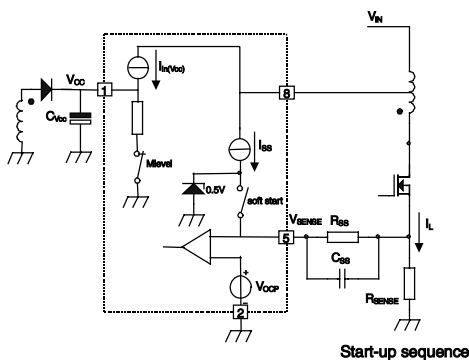 VIN
VCC
1
Iin(Vcc)
8
CVcc
Mlevel
ISS
0.5V
soft start
VSENSE
RSS
IL
5
CSS
VOCP
+
−
2
RSENSE
Start-up sequence